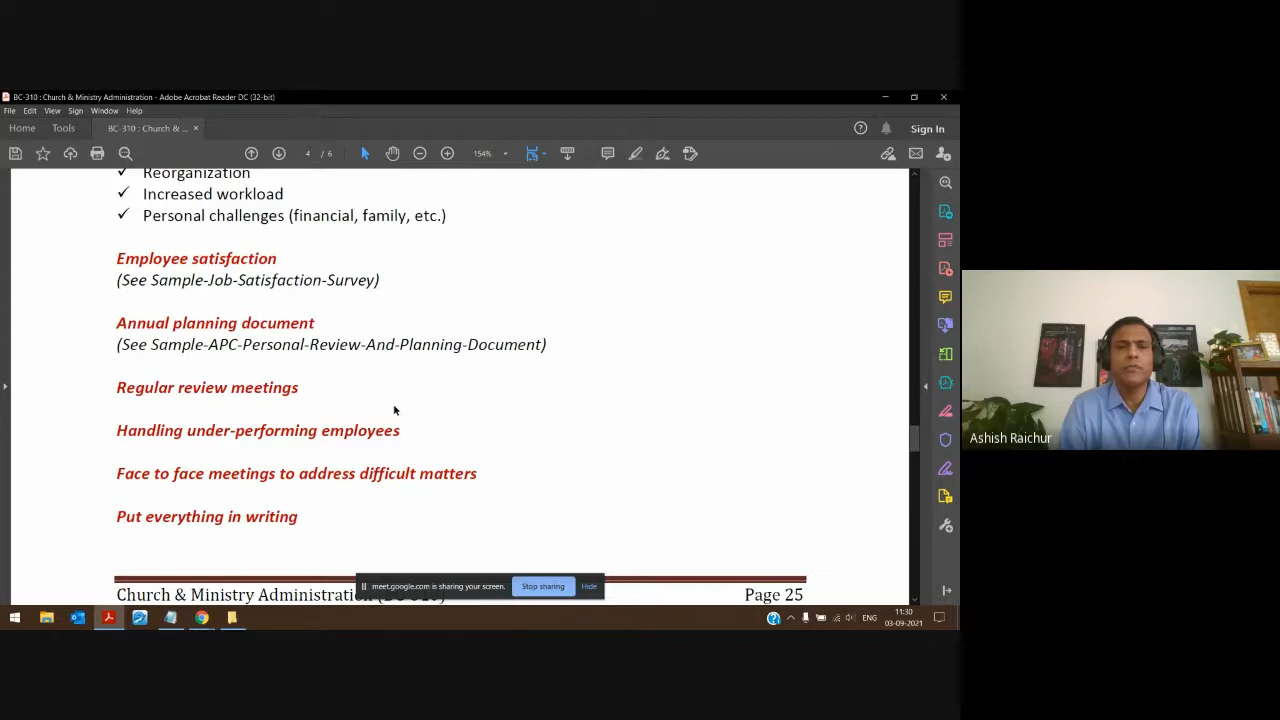 BC-310 : Church & Ministry Administration - Adobe Acrobat Reader DC (32-bit)
File Edit View Sign Window Help
Home Tools BC-310 : Church & ... × Sign In
4 / 6 154%
Reorganization
✓ Increased workload
✓ Personal challenges (financial, family, etc.)
Employee satisfaction
(See Sample-Job-Satisfaction-Survey)
Annual planning document
(See Sample-APC-Personal-Review-And-Planning-Document)
Regular review meetings
Handling under-performing employees
Face to face meetings to address difficult matters
Put everything in writing
meet.google.com is sharing your screen. Stop sharing Hide
Church & Ministry Administration Page 25
ENG 11:30
03-09-2021
Ashish Raichur